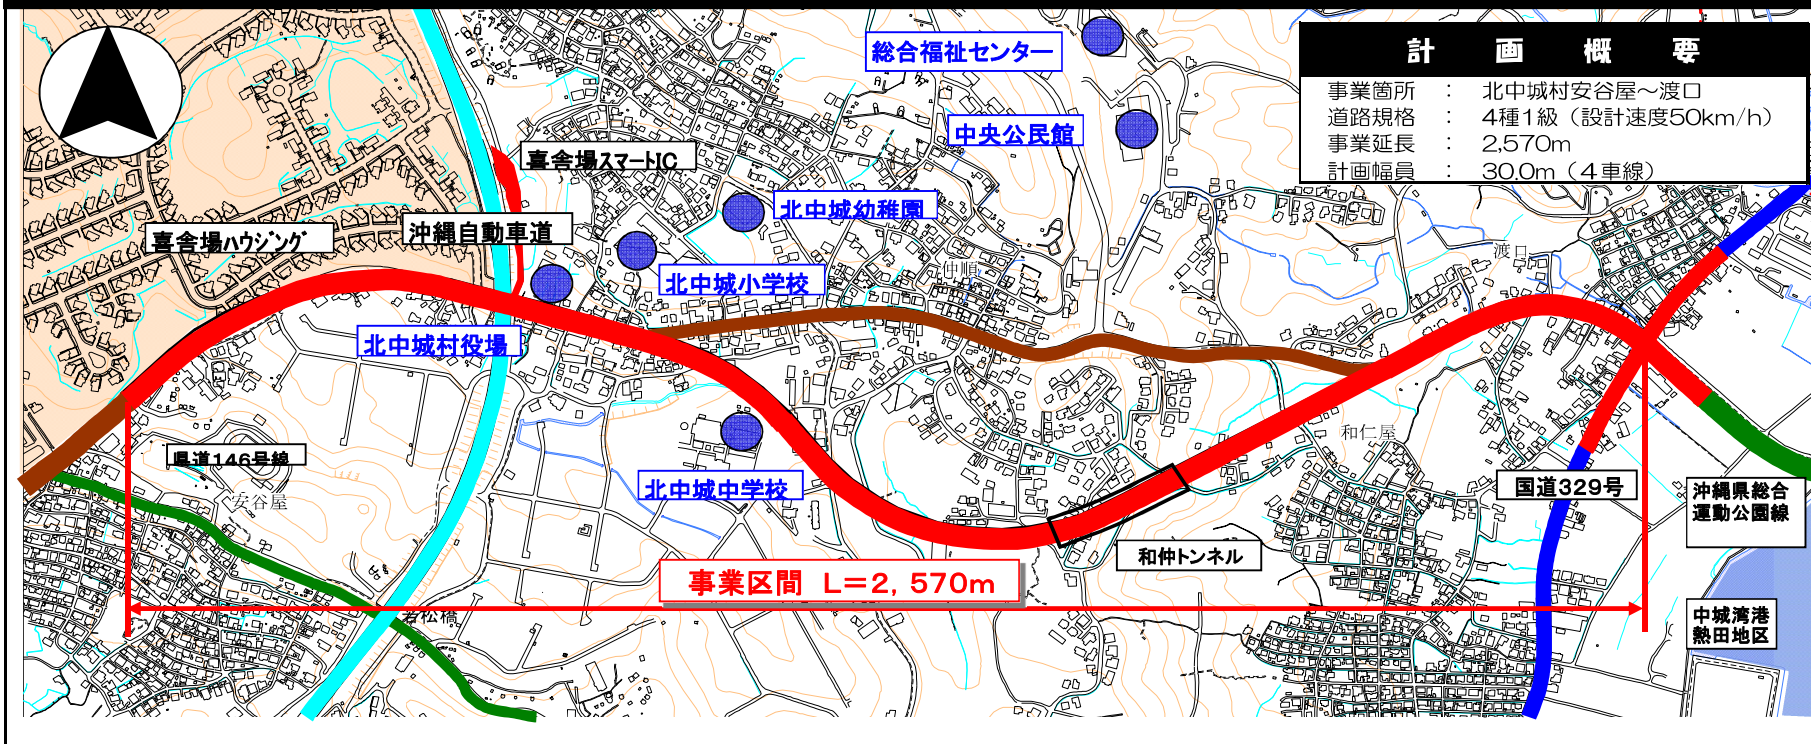 計画概要
事業箇所 : 北中城村安谷屋~渡口
道路規格 : 4種1級(設計速度50km/h)
事業延長 : 2,570m
計画幅員 : 30.0m(4車線)
総合福祉センター
中央公民館
喜舎場スマートIC
北中城幼稚園
喜舎場ハウジング
沖縄自動車道
北中城小学校
仲順
渡口
北中城村役場
県道146号線
安谷屋
北中城中学校
和仁屋
国道329号
沖縄県総合
運動公園線
和仲トンネル
事業区間 L=2,570m
若松橋
中城湾港
熱田地区